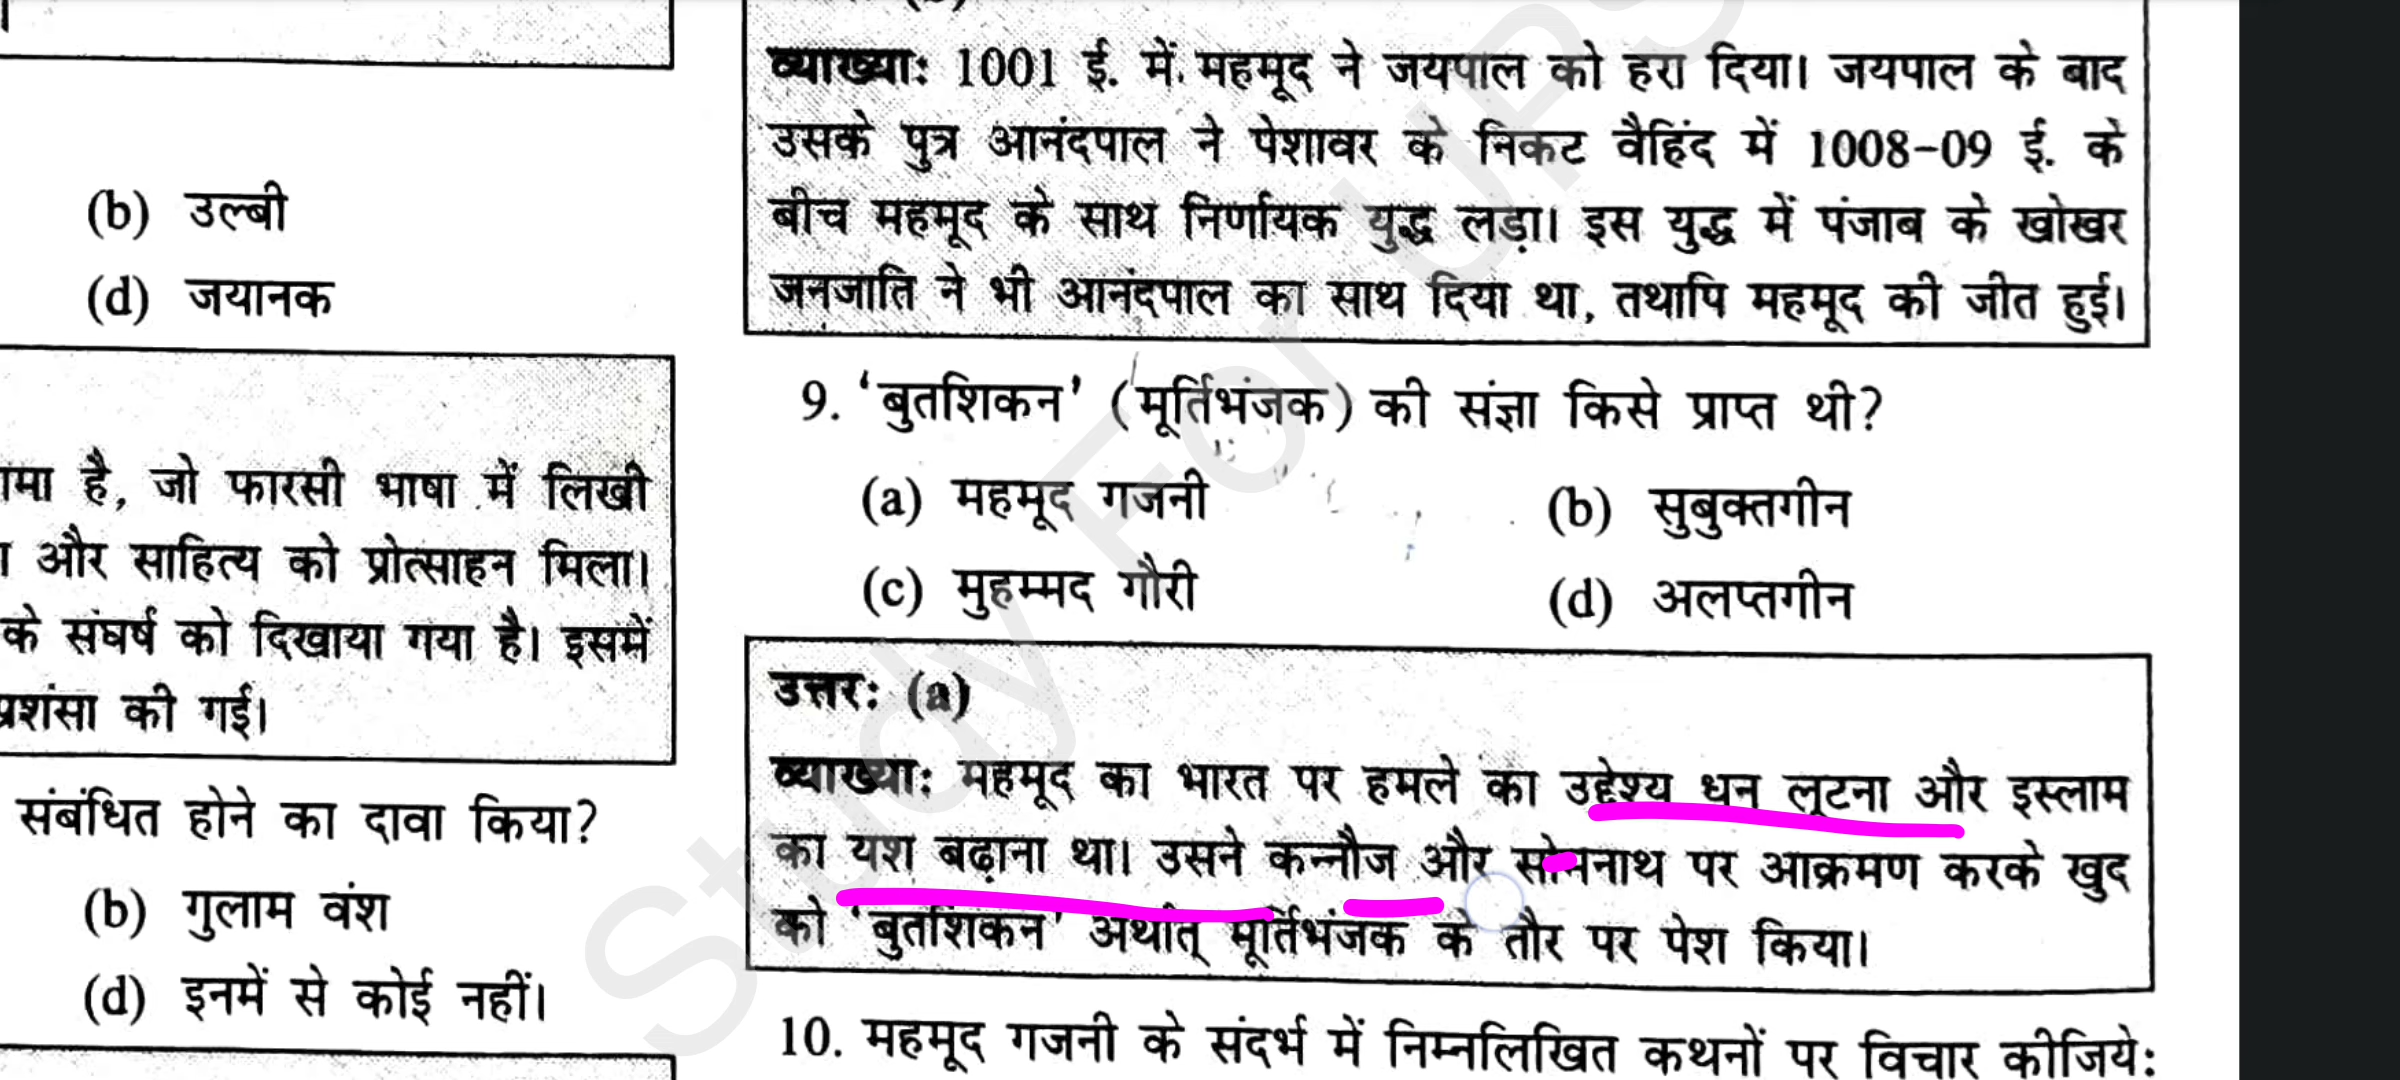 (b) उल्बी
(d) जयानक
है, जो फारसी भाषा में लिखी
और साहित्य को प्रोत्साहन मिला।
के संघर्ष को दिखाया गया है। इसमें
प्रशंसा की गई।
संबंधित होने का दावा किया?
(b) गुलाम वंश
(d) इनमें से कोई नहीं।
व्याख्या: 1001 ई. में महमूद ने जयपाल को हरा दिया। जयपाल के बाद
उसके पुत्र आनंदपाल ने पेशावर के निकट वैहिंद में 1008-09 ई. के
बीच महमूद के साथ निर्णायक युद्ध लड़ा। इस युद्ध में पंजाब के खोखर
जनजाति ने भी आनंदपाल का साथ दिया था, तथापि महमूद की जीत हुई।
9. 'बुतशिकन' (मूर्तिभंजक) की संज्ञा किसे प्राप्त थी?
(a) महमूद गजनी (b) सुबुक्तगीन
(c) मुहम्मद गौरी (d) अलप्तगीन
उत्तर: (a)
व्याख्या: महमूद का भारत पर हमले का उद्देश्य धन लूटना और इस्लाम
का यश बढ़ाना था। उसने कन्नौज और सोमनाथ पर आक्रमण करके खुद
को 'बुतशिकन' अर्थात् मूर्तिभंजक के तौर पर पेश किया।
10. महमूद गजनी के संदर्भ में निम्नलिखित कथनों पर विचार कीजिये:
Study For UPS